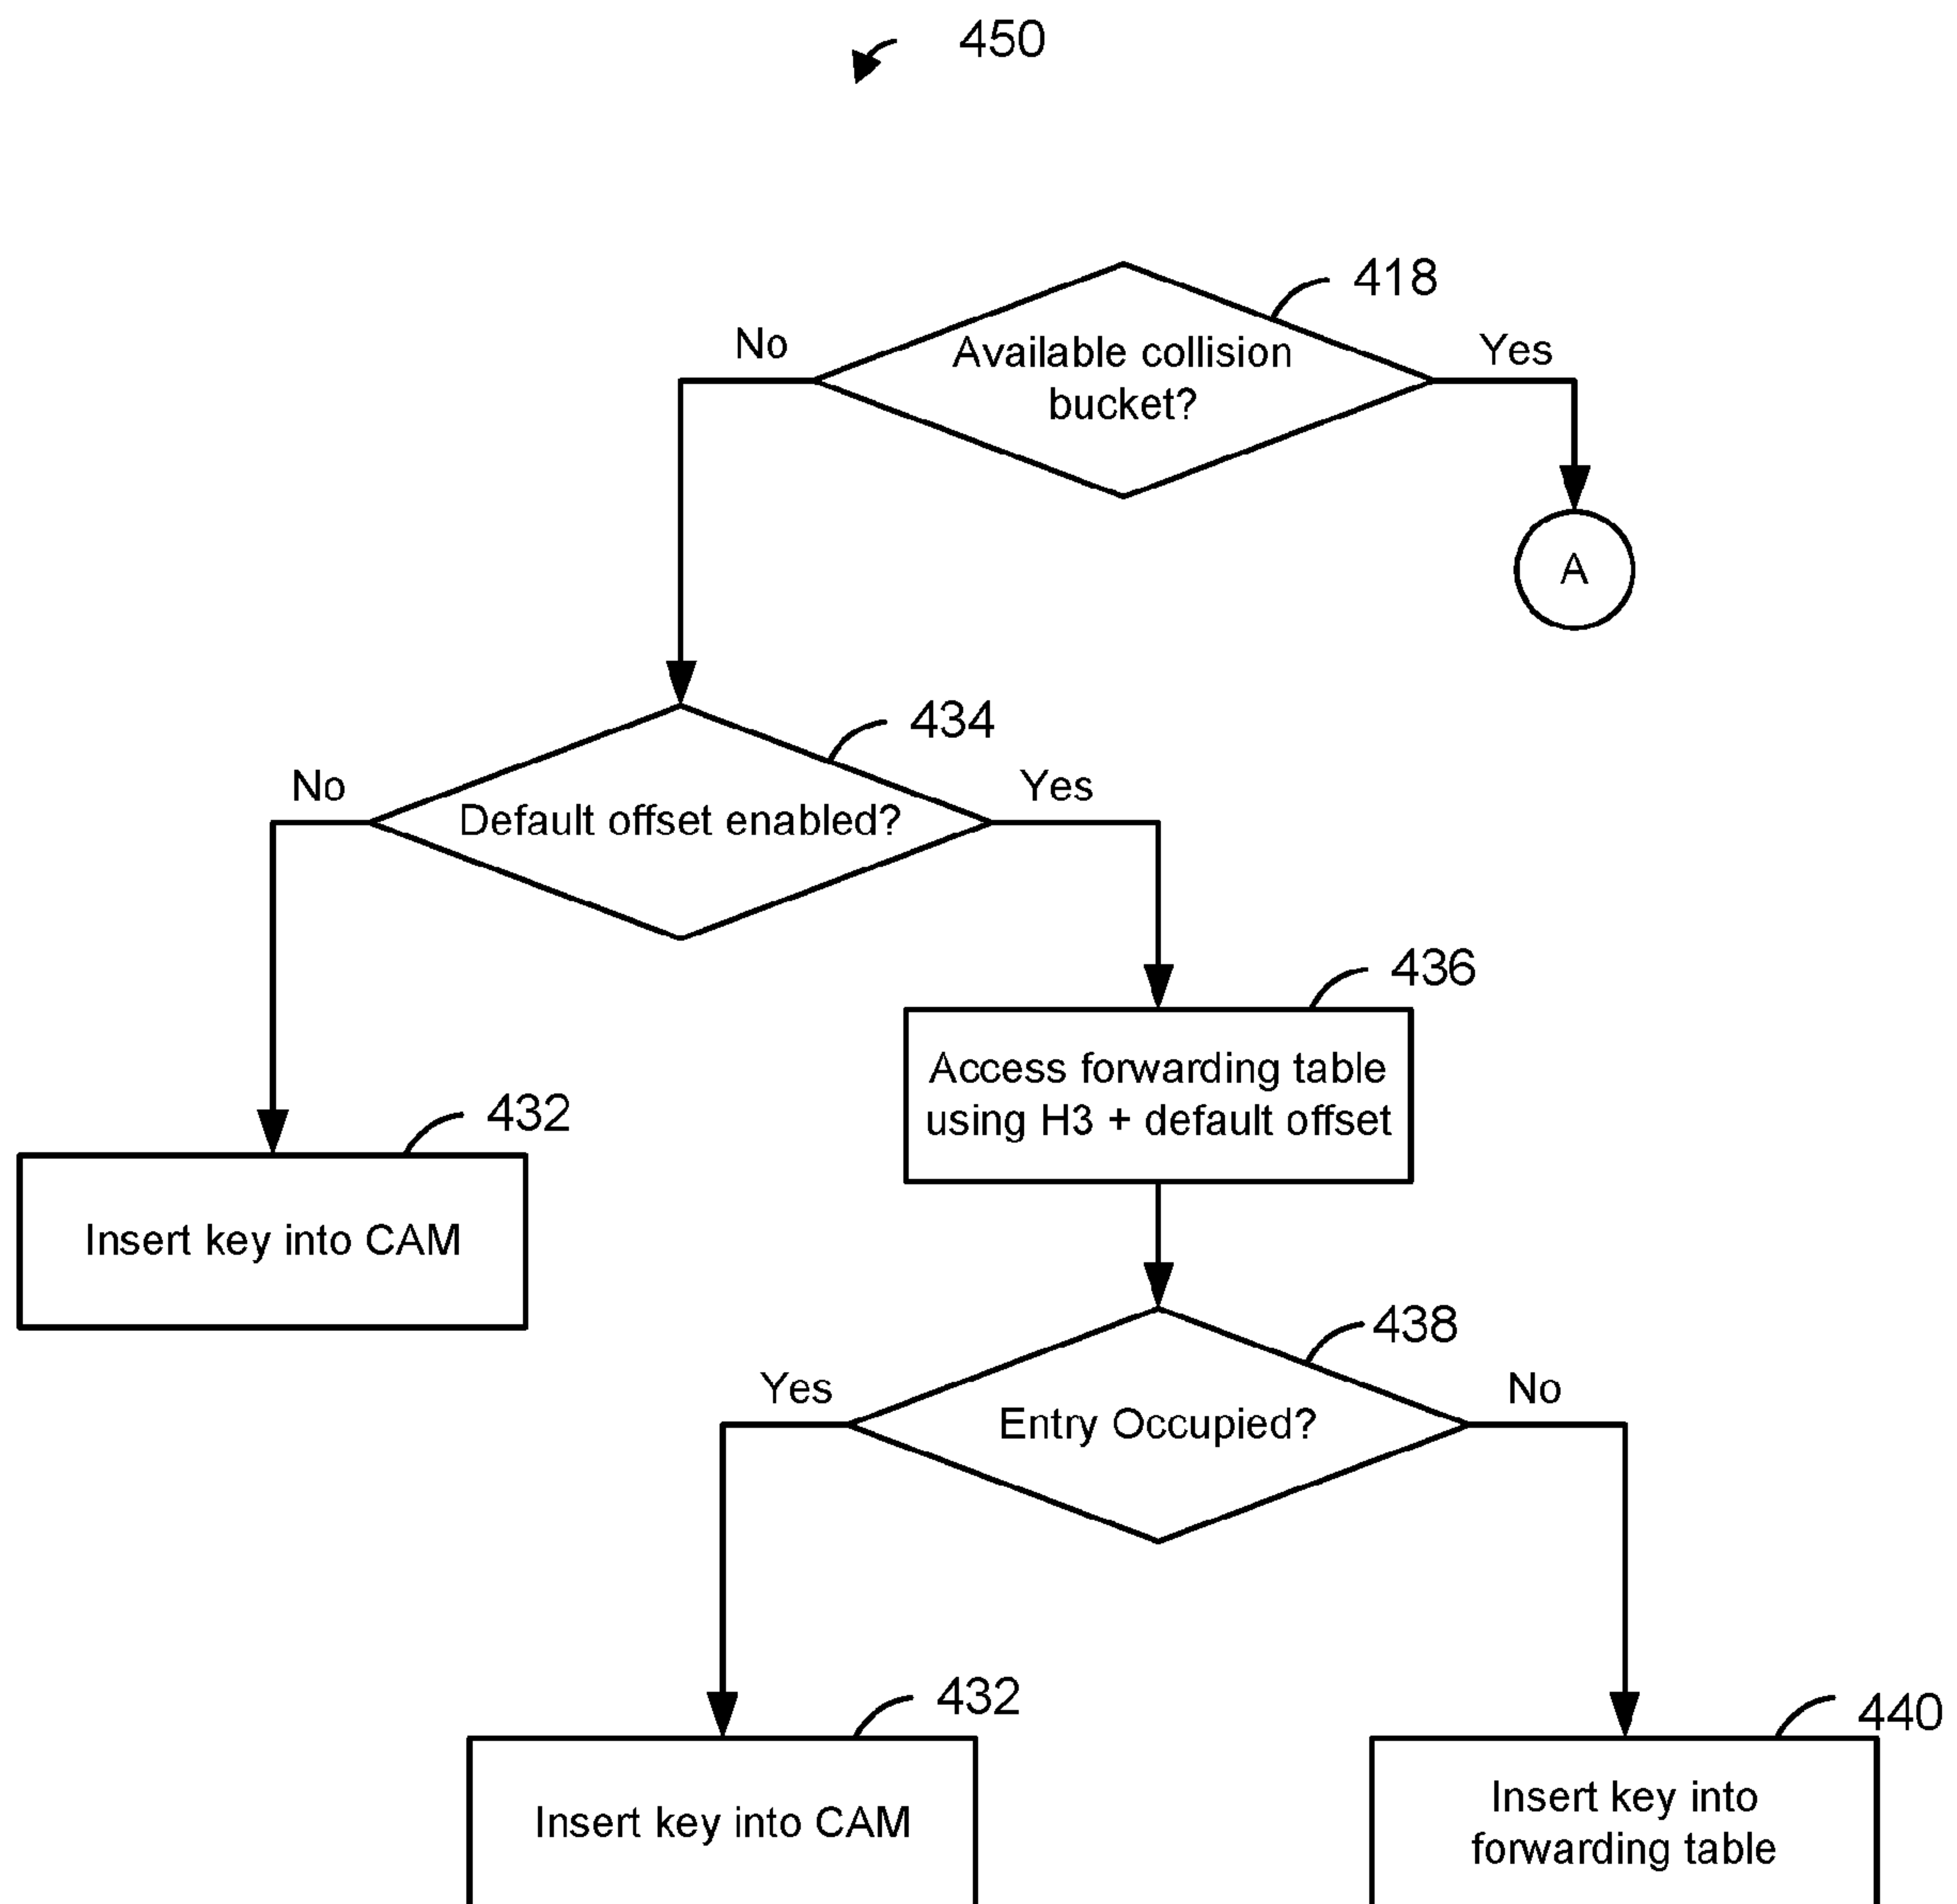 450
418
No
Available collision
bucket?
Yes
A
434
No
Default offset enabled?
Yes
436
Access forwarding table
using H3 + default offset
432
Insert key into CAM
438
Yes
Entry Occupied?
No
432
Insert key into CAM
440
Insert key into
forwarding table